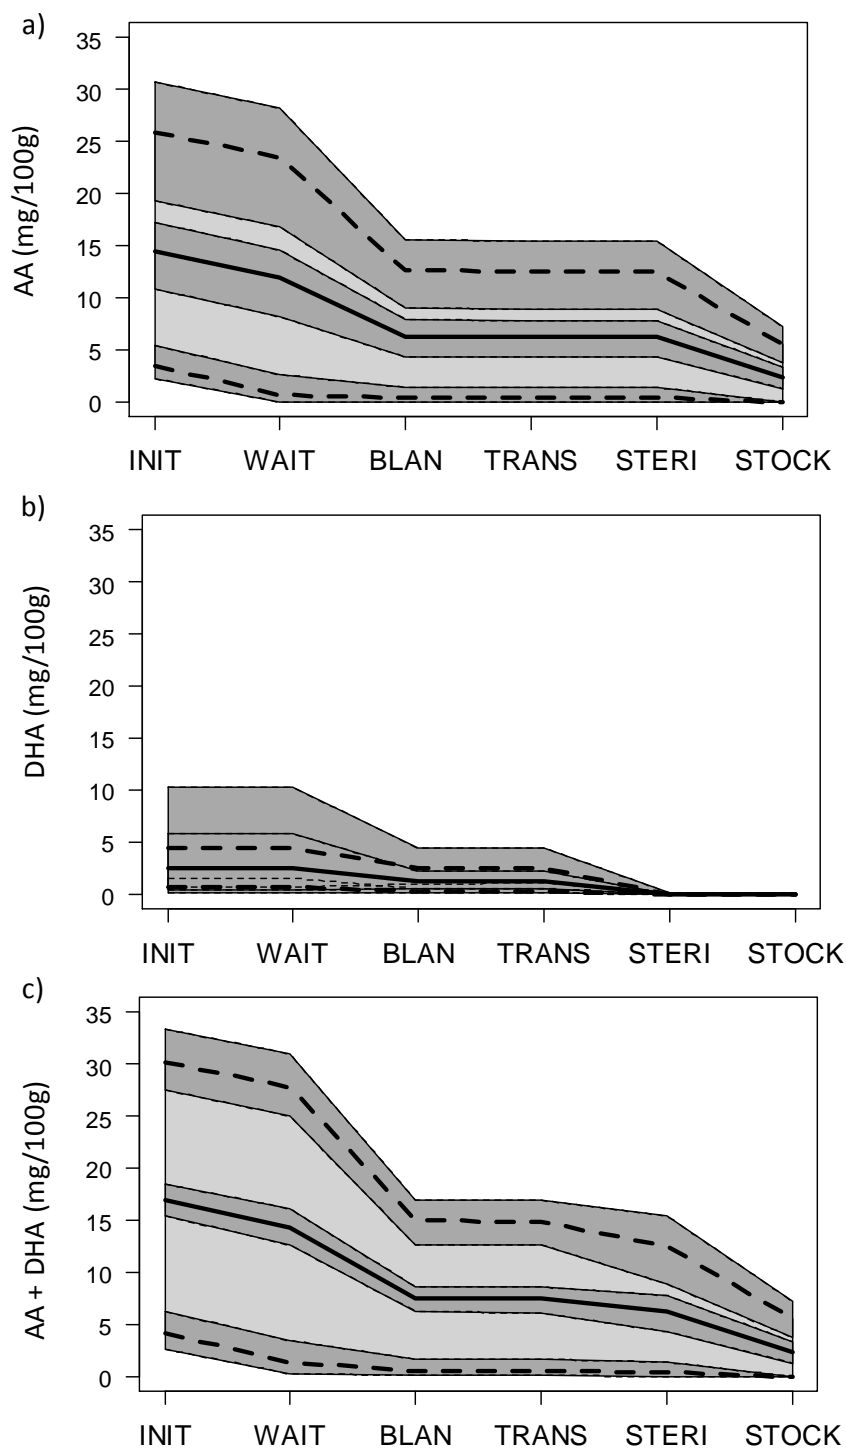 a)
35
30
25
20
15
10
5
0
AA (mg/100g)
INIT WAIT BLAN TRANS STERI STOCK
b)
35
30
25
20
15
10
5
0
DHA (mg/100g)
INIT WAIT BLAN TRANS STERI STOCK
c)
35
30
25
20
15
10
5
0
AA + DHA (mg/100g)
INIT WAIT BLAN TRANS STERI STOCK